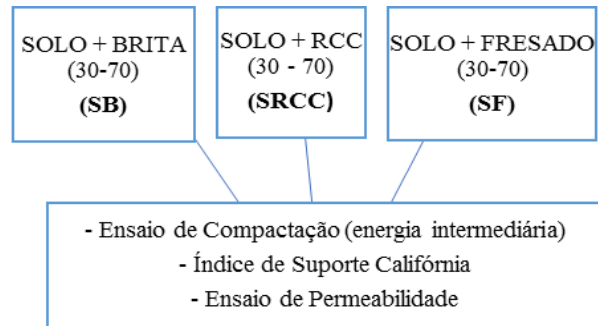 SOLO + BRITA
(30-70)
(SB)
SOLO + RCC
(30 - 70)
(SRCC)
SOLO + FRESADO
(30-70)
(SF)
- Ensaio de Compactação (energia intermediária)
- Índice de Suporte Califórnia
- Ensaio de Permeabilidade